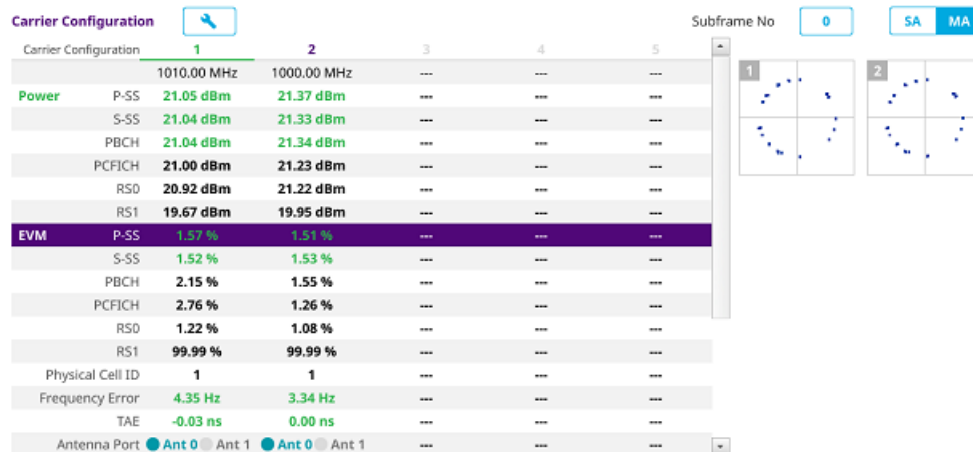 Carrier Configuration Subframe No 0 SA MA
Carrier Configuration 1 2 3 4 5
1010.00 MHz 1000.00 MHz --- --- ---
Power P-SS 21.05 dBm 21.37 dBm --- --- ---
S-SS 21.04 dBm 21.33 dBm --- --- ---
PBCH 21.04 dBm 21.34 dBm --- --- ---
PCFICH 21.00 dBm 21.23 dBm --- --- ---
RS0 20.92 dBm 21.22 dBm --- --- ---
RS1 19.67 dBm 19.95 dBm --- --- ---
EVM P-SS 1.57 % 1.51 % --- --- ---
S-SS 1.52 % 1.53 % --- --- ---
PBCH 2.15 % 1.55 % --- --- ---
PCFICH 2.76 % 1.26 % --- --- ---
RS0 1.22 % 1.08 % --- --- ---
RS1 99.99 % 99.99 % --- --- ---
Physical Cell ID 1 1 --- --- ---
Frequency Error 4.35 Hz 3.34 Hz --- --- ---
TAE -0.03 ns 0.00 ns --- --- ---
Antenna Port Ant 0 Ant 1 Ant 0 Ant 1 --- --- ---
1 2